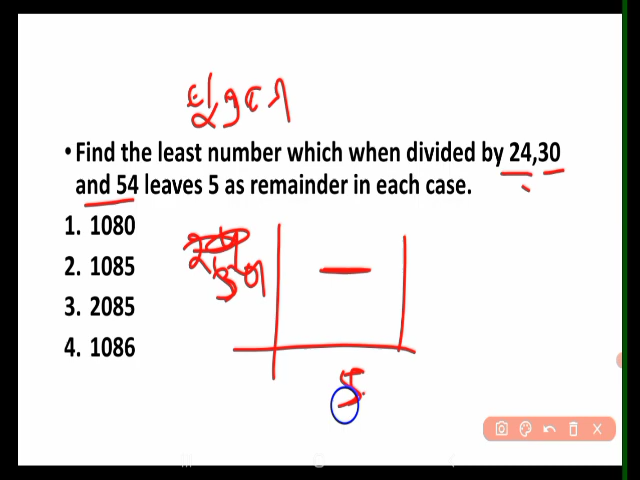 • Find the least number which when divided by 24,30
and 54 leaves 5 as remainder in each case.
1. 1080
2. 1085
3. 2085
4. 1086
5